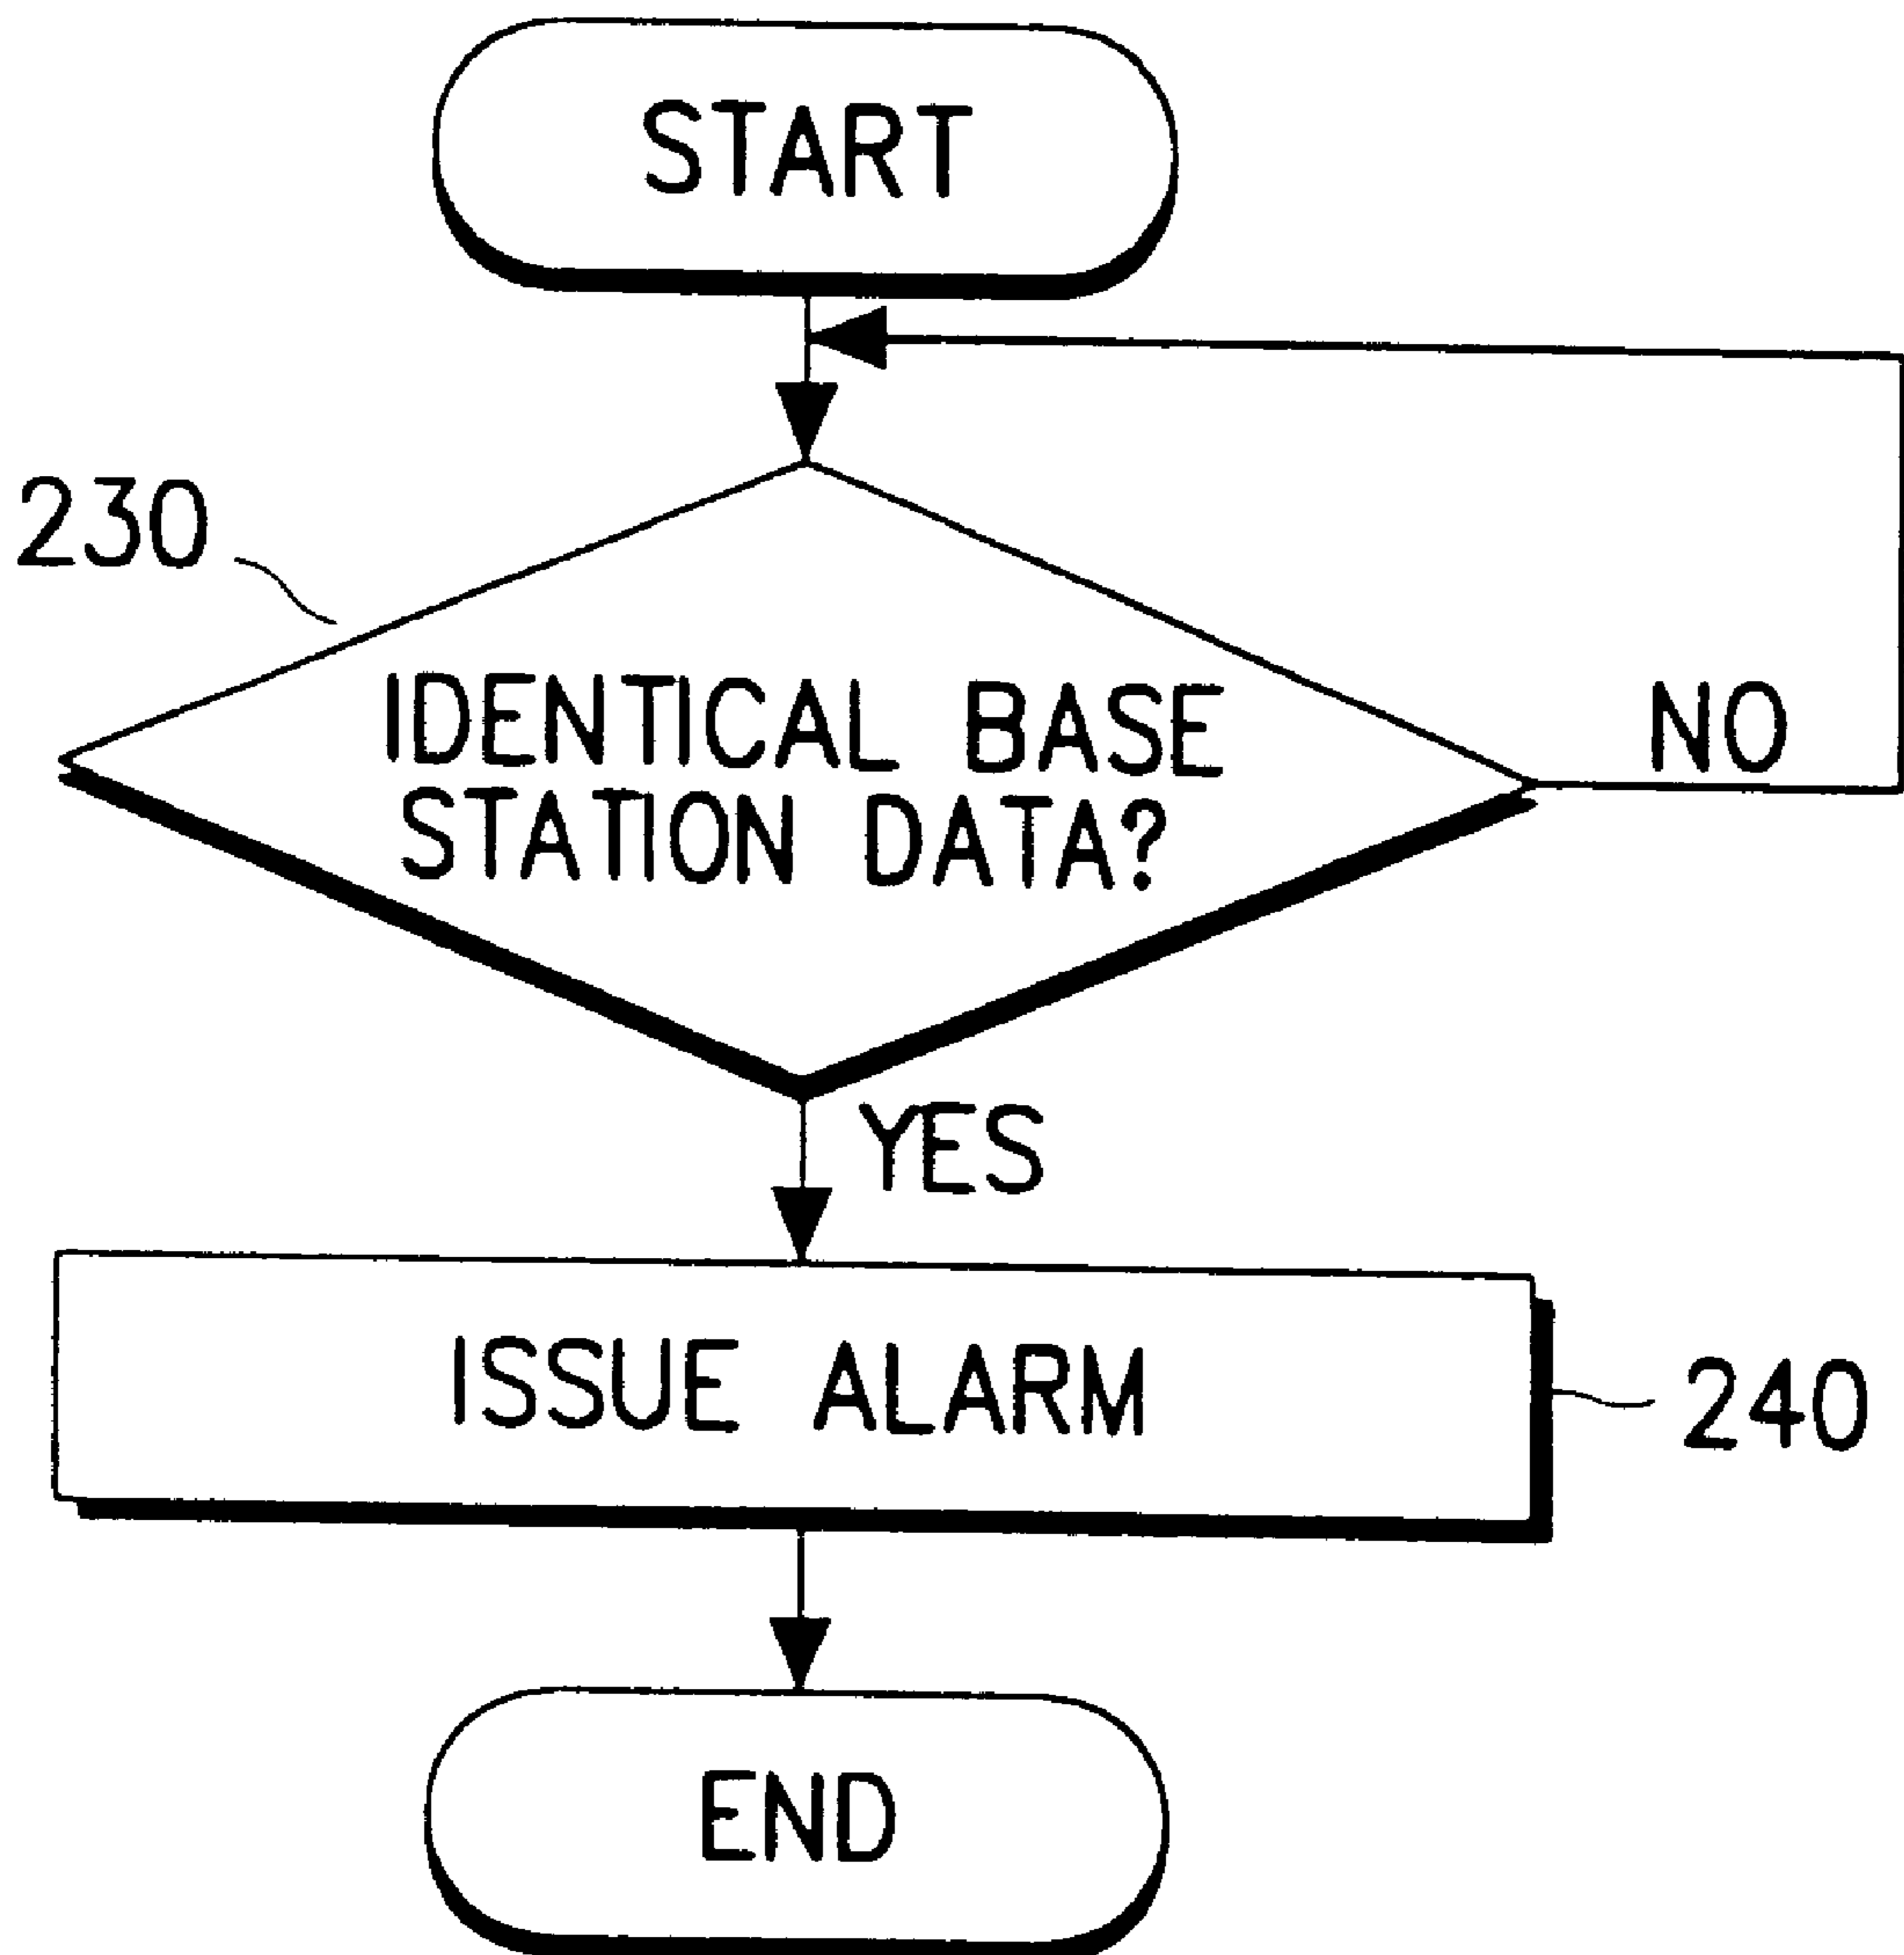 START
230
IDENTICAL BASE
STATION DATA?
NO
YES
ISSUE ALARM
240
END